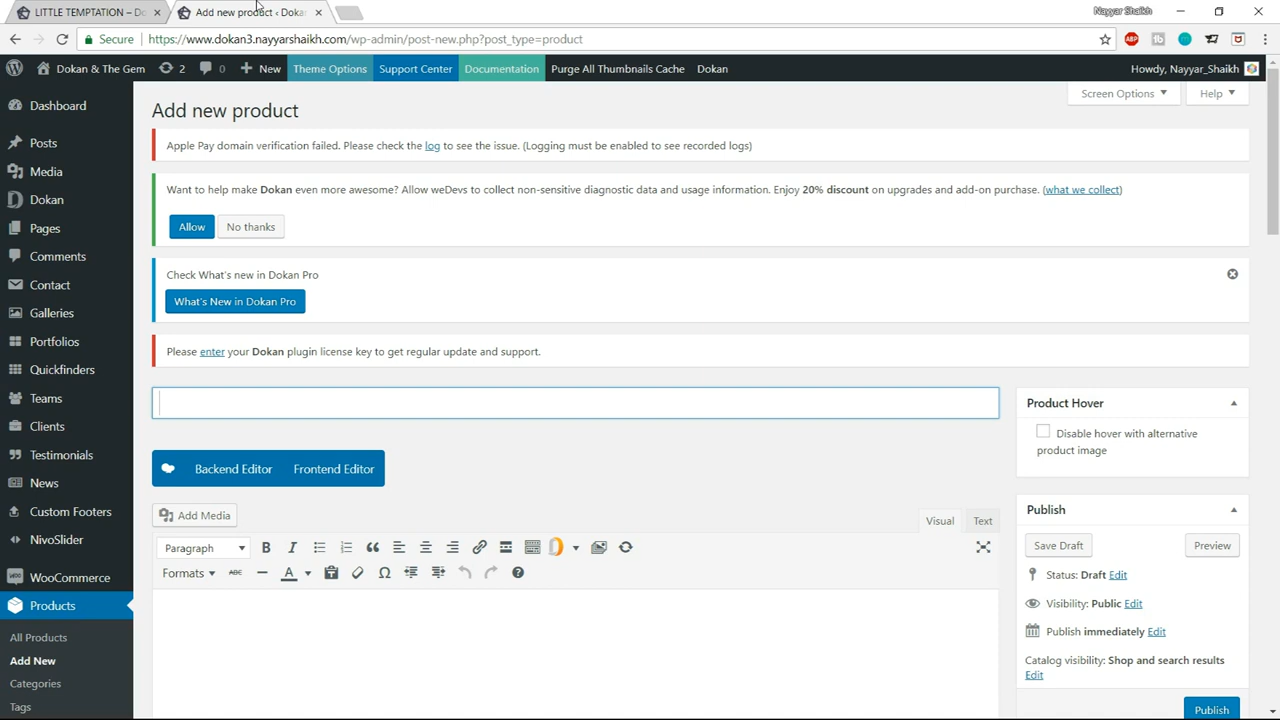 LITTLE TEMPTATION – Do
Add new product ‹ Dokan
Nayyar Shaikh
Secure
https://www.dokan3.nayyarshaikh.com/wp-admin/post-new.php?post_type=product
ABP
Dokan & The Gem
2
0
New
Theme Options
Support Center
Documentation
Purge All Thumbnails Cache
Dokan
Howdy, Nayyar_Shaikh
Screen Options
Help
Dashboard
Posts
Media
Dokan
Pages
Comments
Contact
Galleries
Portfolios
Quickfinders
Teams
Clients
Testimonials
News
Custom Footers
NivoSlider
WooCommerce
Products
All Products
Add New
Categories
Tags
Add new product
Apple Pay domain verification failed. Please check the log to see the issue. (Logging must be enabled to see recorded logs)
Want to help make Dokan even more awesome? Allow weDevs to collect non-sensitive diagnostic data and usage information. Enjoy 20% discount on upgrades and add-on purchase. (what we collect)
Allow
No thanks
Check What's new in Dokan Pro
What's New in Dokan Pro
Please enter your Dokan plugin license key to get regular update and support.
Backend Editor
Frontend Editor
Add Media
Visual
Text
Paragraph
B
I
Formats
ABC
A
Product Hover
Disable hover with alternative
product image
Publish
Save Draft
Preview
Status: Draft Edit
Visibility: Public Edit
Publish immediately Edit
Catalog visibility: Shop and search results
Edit
Publish